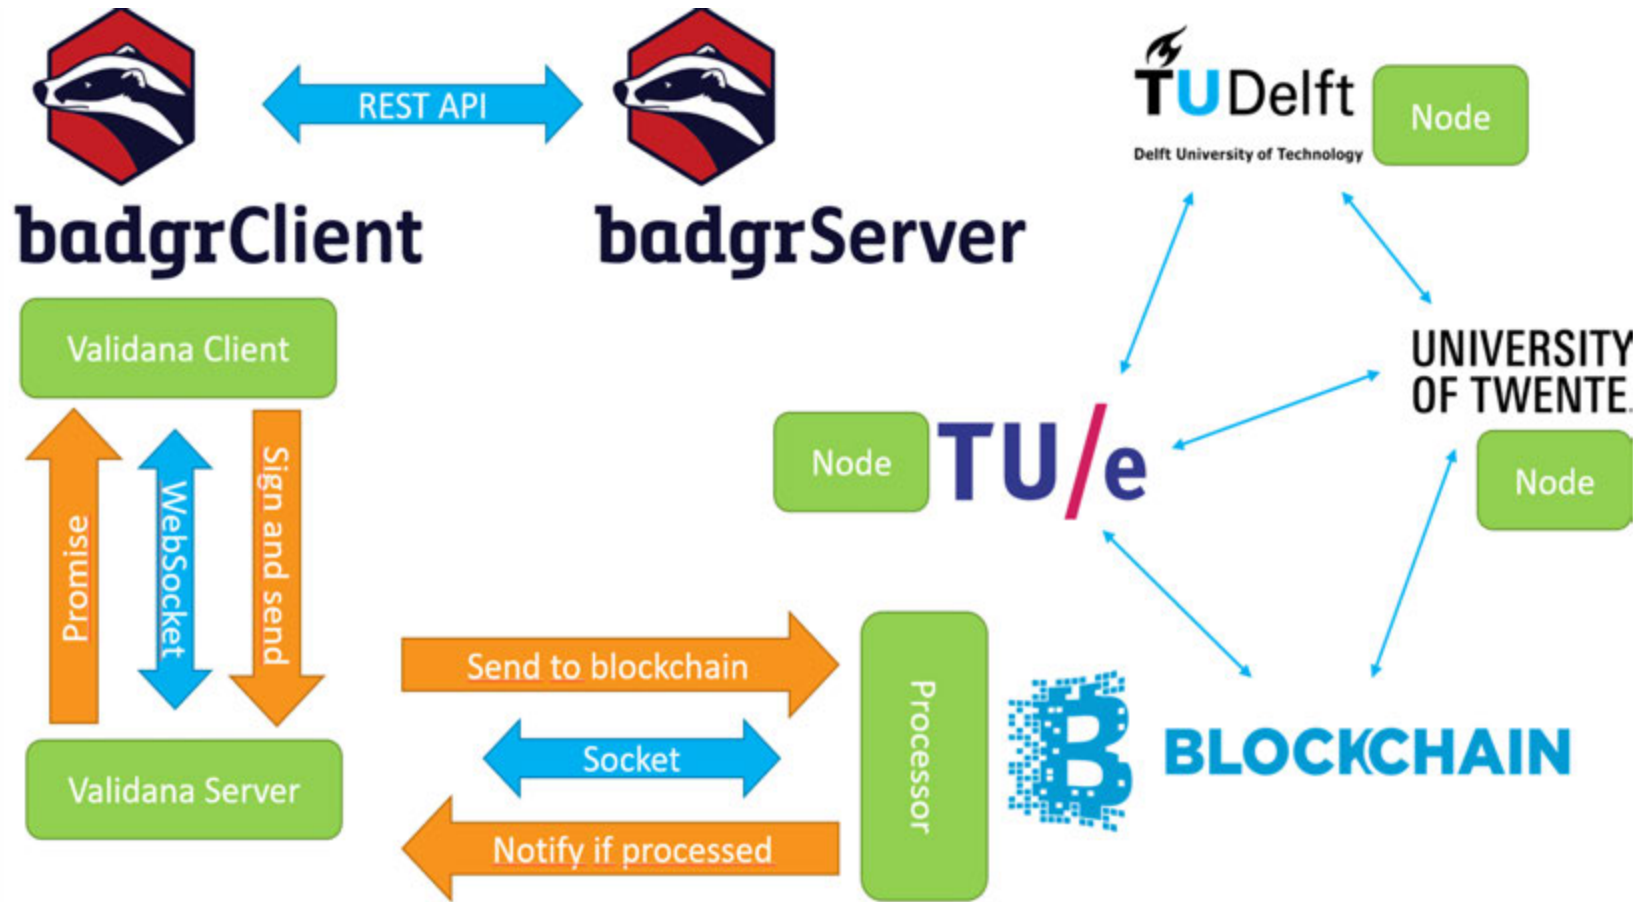 REST API
badgrClient
badgrServer
TUDelft
Delft University of Technology
Node
Validana Client
UNIVERSITY
OF TWENTE.
Node
TU/e
Node
Promise
WebSocket
Sign and send
Send to blockchain
Socket
Notify if processed
Processor
B BLOCKCHAIN
Validana Server